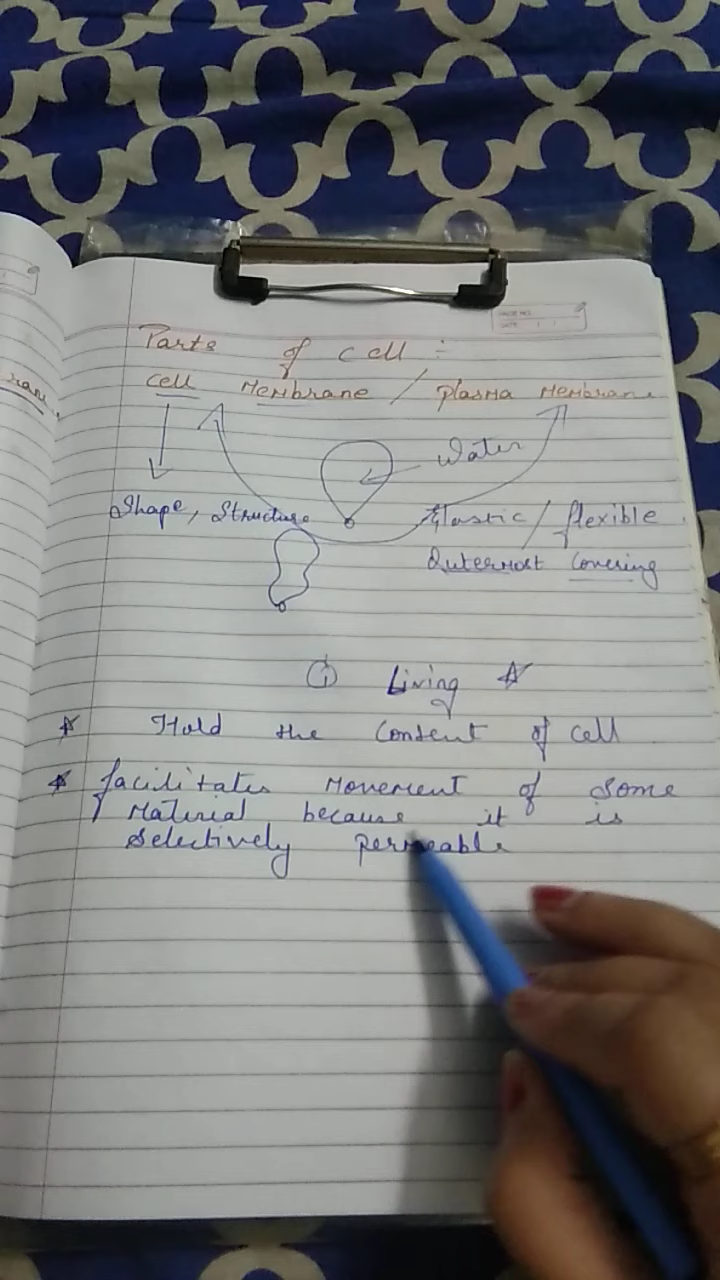 Parts of cell :-
cell Membrane / plasma Membrane
Water
Shape, Structure
Elastic / flexible
Outermost Covering
① Living ☆
☆ Hold the Content of cell
☆ facilitates Movement of Some
Material because it is
Selectively permeable